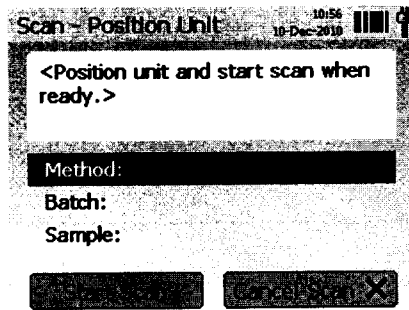 Scan - Position Unit
10:56
10-Dec-2010
<Position unit and start scan when
ready.>
Method:
Batch:
Sample:
Cancel Scan X